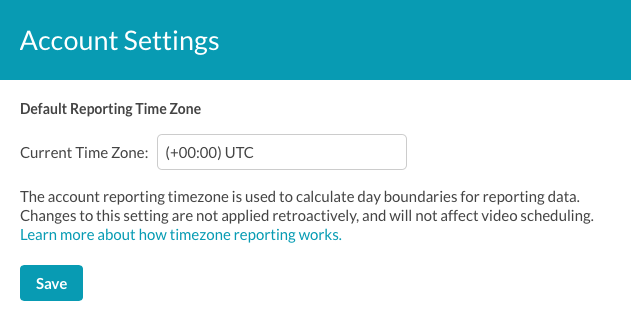 Account Settings
Default Reporting Time Zone
Current Time Zone: (+00:00) UTC
The account reporting timezone is used to calculate day boundaries for reporting data.
Changes to this setting are not applied retroactively, and will not affect video scheduling.
Learn more about how timezone reporting works.
Save